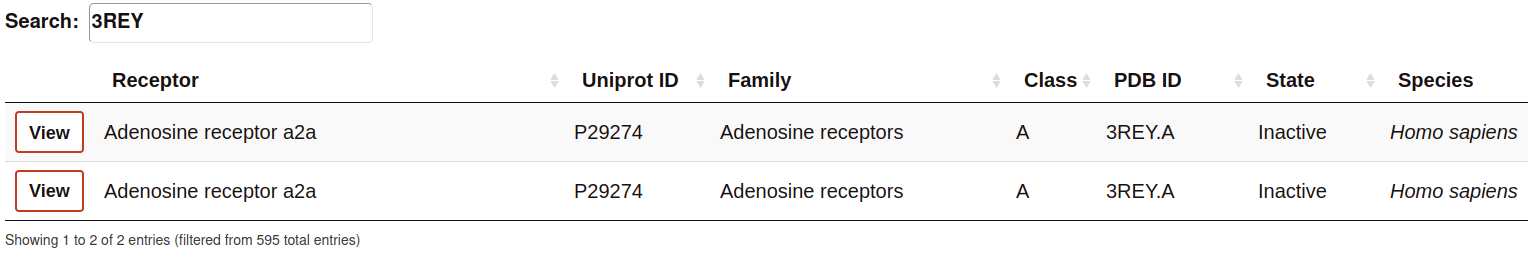 Search: 3REY
Receptor Uniprot ID Family Class PDB ID State Species
View Adenosine receptor a2a P29274 Adenosine receptors A 3REY.A Inactive Homo sapiens
View Adenosine receptor a2a P29274 Adenosine receptors A 3REY.A Inactive Homo sapiens
Showing 1 to 2 of 2 entries (filtered from 595 total entries)